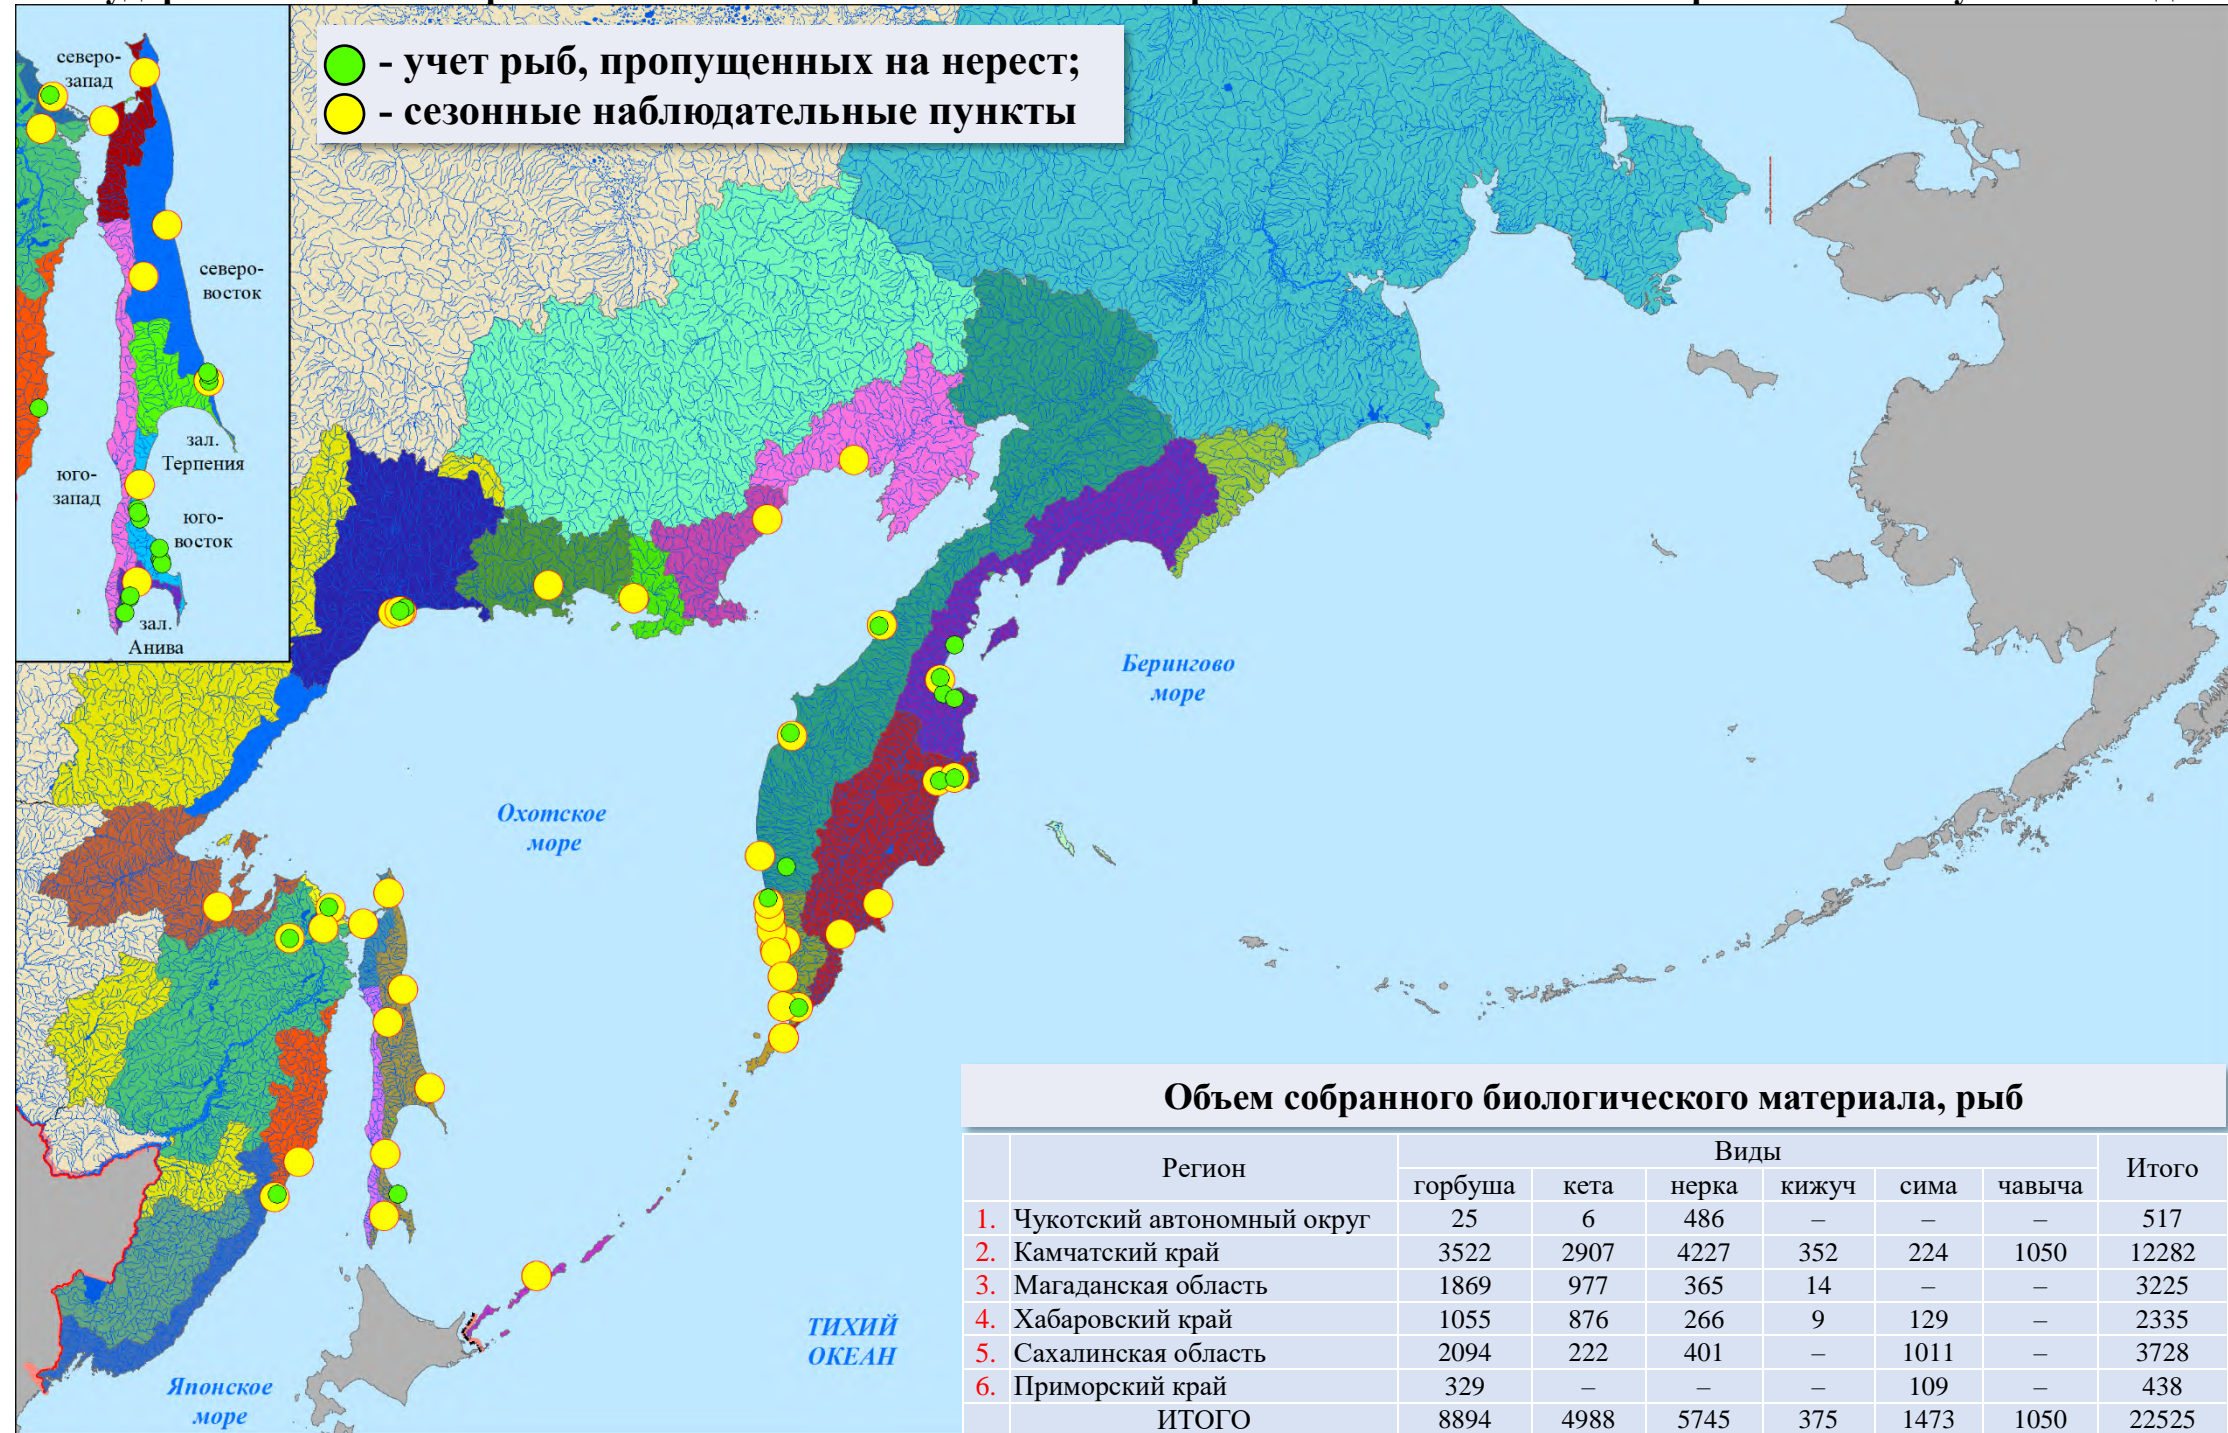 - учет рыб, пропущенных на нерест;
- сезонные наблюдательные пункты
северо-
запад
северо-
восток
зал.
Терпения
юго-
запад
юго-
восток
зал.
Анива
Берингово
море
Охотское
море
ТИХИЙ
ОКЕАН
Японское
море
Объем собранного биологического материала, рыб
Регион Виды Итого
горбуша кета нерка кижуч сима чавыча
1. Чукотский автономный округ 25 6 486 – – – 517
2. Камчатский край 3522 2907 4227 352 224 1050 12282
3. Магаданская область 1869 977 365 14 – – 3225
4. Хабаровский край 1055 876 266 9 129 – 2335
5. Сахалинская область 2094 222 401 – 1011 – 3728
6. Приморский край 329 – – – 109 – 438
ИТОГО 8894 4988 5745 375 1473 1050 22525